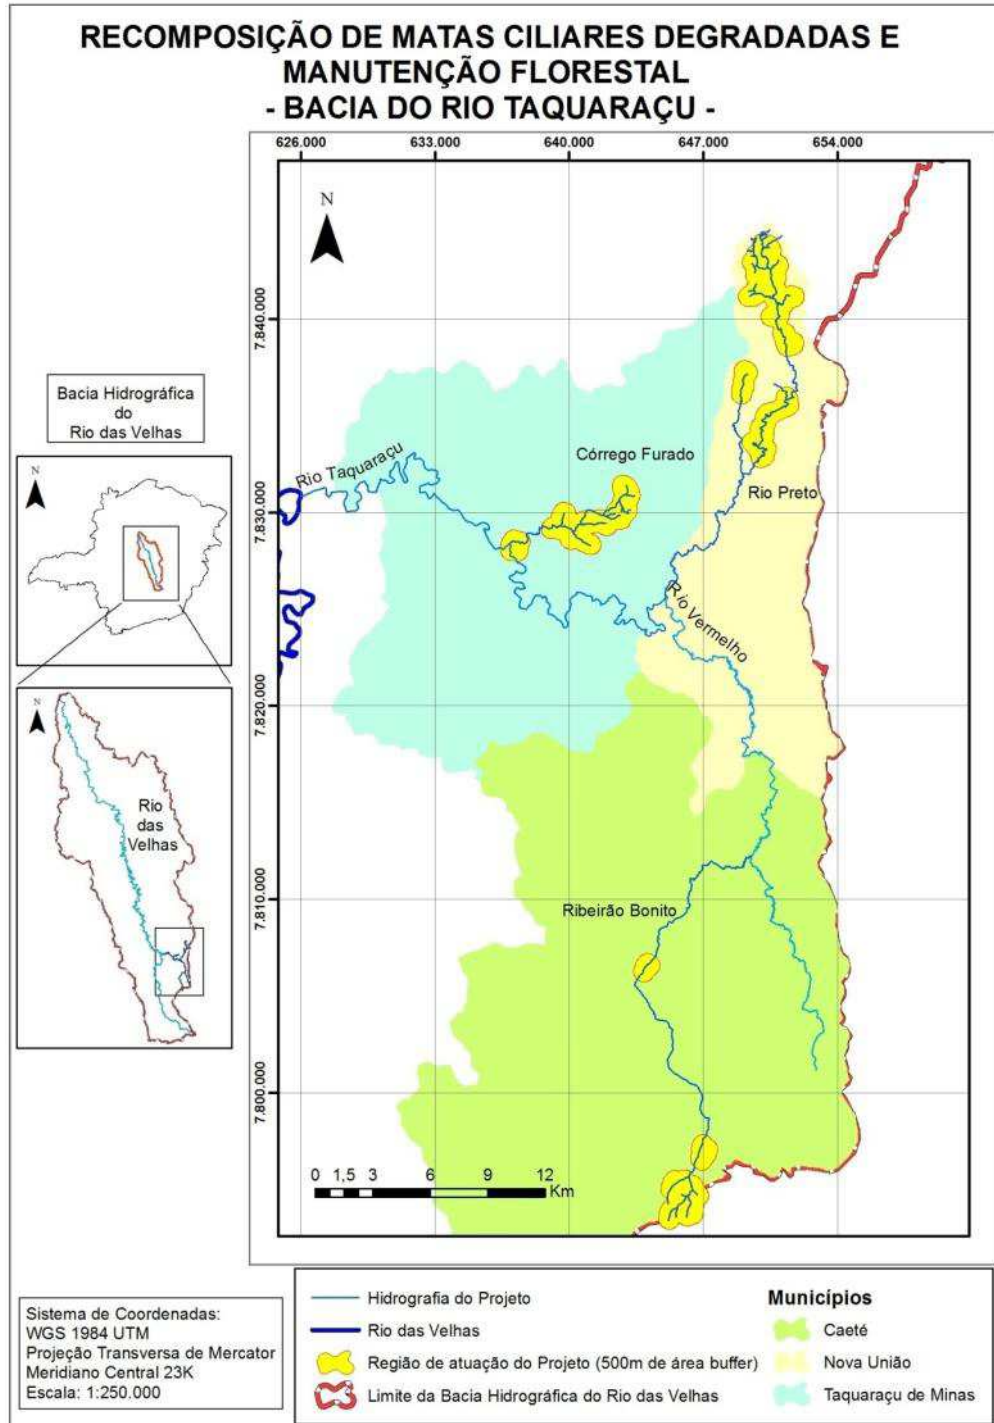 RECOMPOSIÇÃO DE MATAS CILIARES DEGRADADAS E
MANUTENÇÃO FLORESTAL
- BACIA DO RIO TAQUARAÇU -
626.000
633.000
640.000
647.000
654.000
N
7.840.000
7.830.000
7.820.000
7.810.000
7.800.000
Bacia Hidrográfica
do
Rio das Velhas
N
N
Rio
das
Velhas
Rio Taquaraçu
Córrego Furado
Rio Preto
Rio Vermelho
Ribeirão Bonito
0 1,5 3 6 9 12
Km
Sistema de Coordenadas:
WGS 1984 UTM
Projeção Transversa de Mercator
Meridiano Central 23K
Escala: 1:250.000
Hidrografia do Projeto
Rio das Velhas
Região de atuação do Projeto (500m de área buffer)
Limite da Bacia Hidrográfica do Rio das Velhas
Municípios
Caeté
Nova União
Taquaraçu de Minas